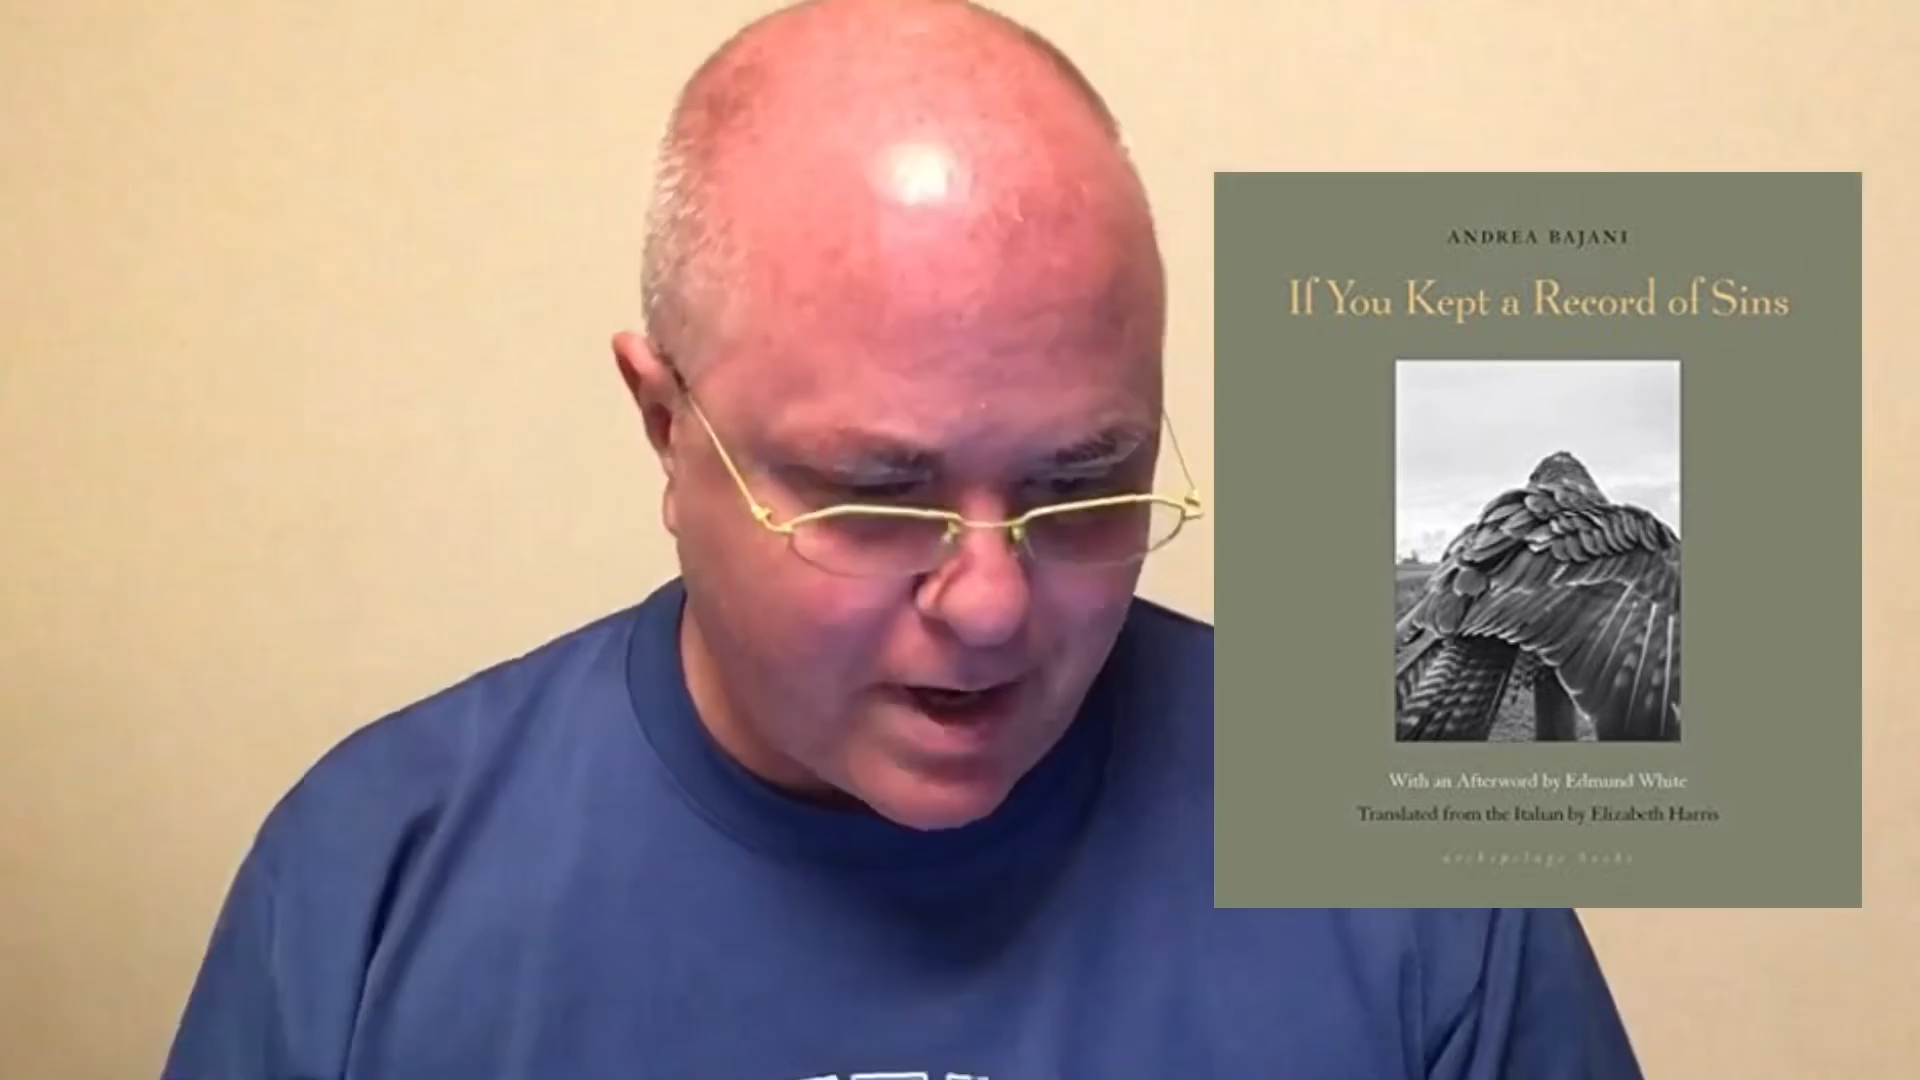 ANDREA BAJANI
If You Kept a Record of Sins
With an Afterword by Edmund White
Translated from the Italian by Elizabeth Harris
archipelago books